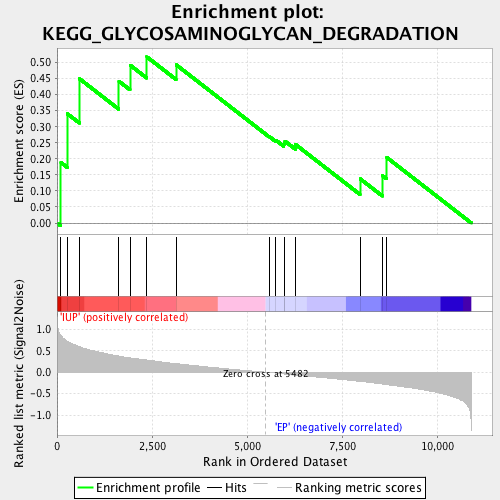 Enrichment plot:
KEGG_GLYCOSAMINOGLYCAN_DEGRADATION
Enrichment score (ES)
0.50
0.45
0.40
0.35
0.30
0.25
0.20
0.15
0.10
0.05
0.00
'IUP' (positively correlated)
Ranked list metric (Signal2Noise)
1.0
0.5
0.0
-0.5
-1.0
Zero cross at 5482
'EP' (negatively correlated)
0 2,500 5,000 7,500 10,000
Rank in Ordered Dataset
Enrichment profile Hits Ranking metric scores